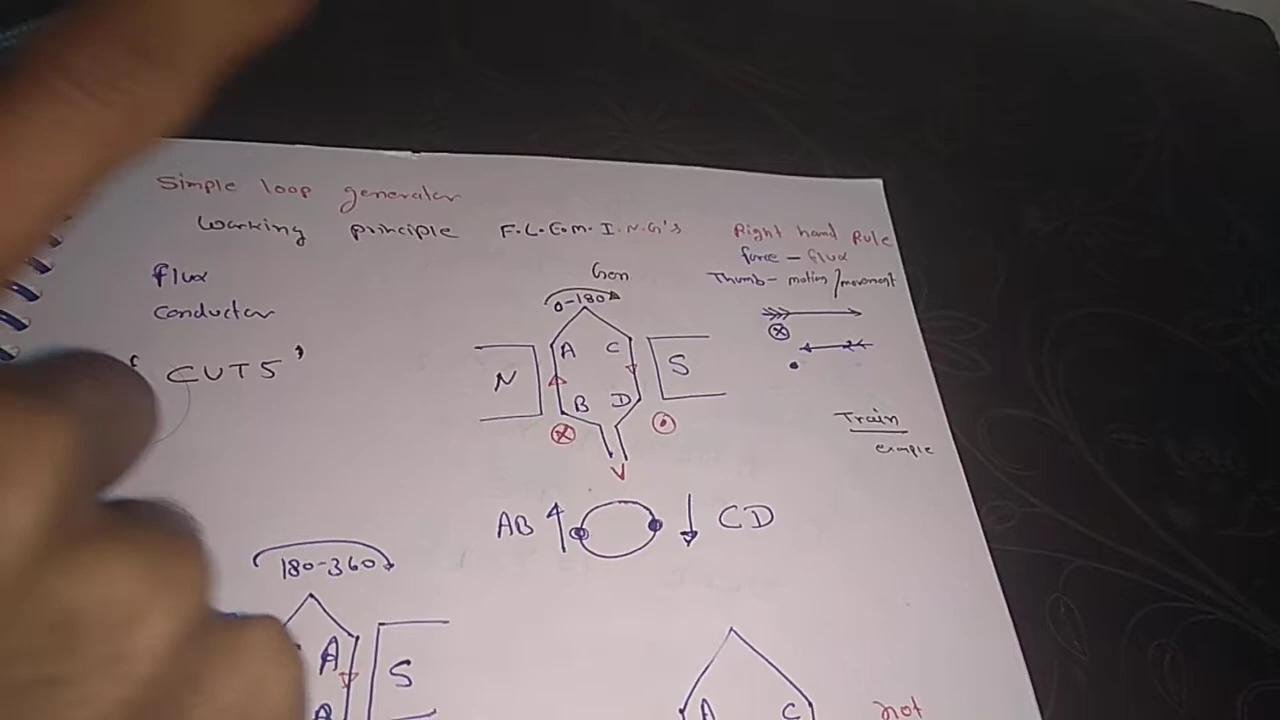 Simple loop generator
Working principle F.L.E.M.I.N.G's Right hand Rule
force - flux
Thumb - motion/movement
flux
conductor
' CUTS '
Gen
0-180
A C
N S
B D
Train
example
AB CD
180-360
A
S
A C not